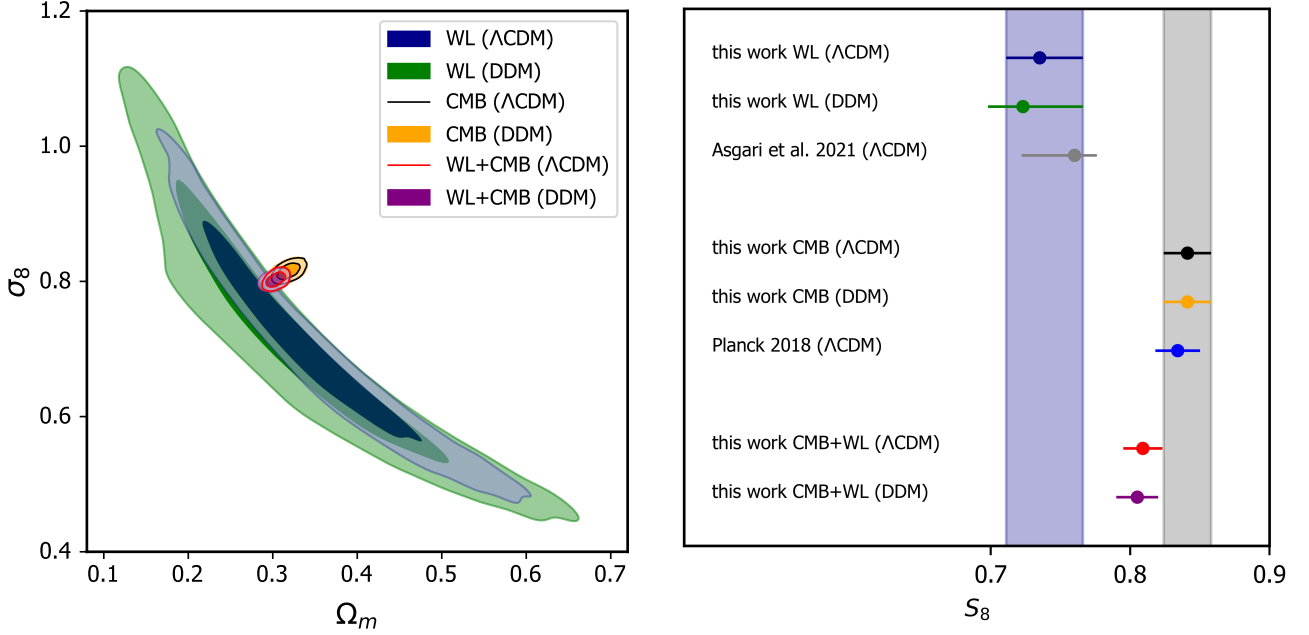 1.2
1.0
0.8
0.6
0.4
σ8
0.1 0.2 0.3 0.4 0.5 0.6 0.7
Ωm
WL (ΛCDM)
WL (DDM)
CMB (ΛCDM)
CMB (DDM)
WL+CMB (ΛCDM)
WL+CMB (DDM)
this work WL (ΛCDM)
this work WL (DDM)
Asgari et al. 2021 (ΛCDM)
this work CMB (ΛCDM)
this work CMB (DDM)
Planck 2018 (ΛCDM)
this work CMB+WL (ΛCDM)
this work CMB+WL (DDM)
0.7 0.8 0.9
S8